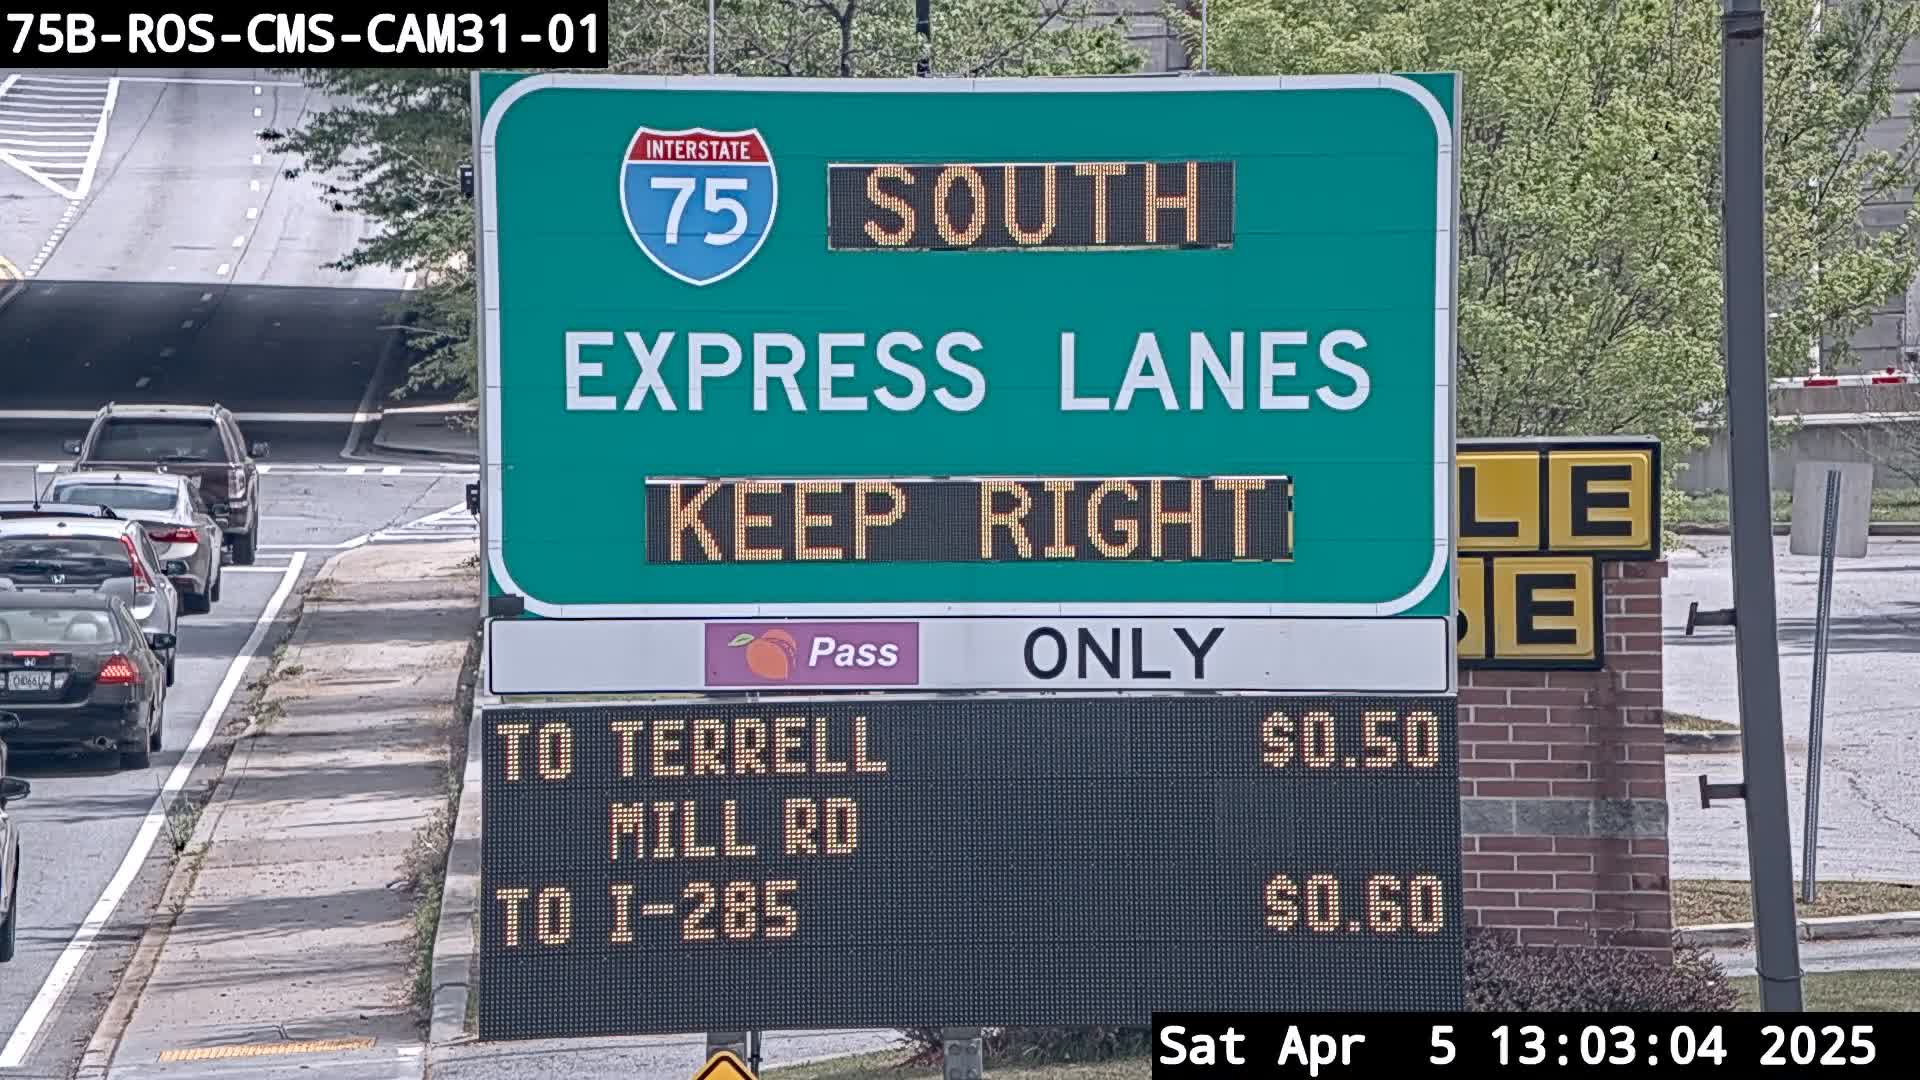 75B-ROS-CMS-CAM31-01
INTERSTATE
75
SOUTH
EXPRESS LANES
KEEP RIGHT
Pass ONLY
TO TERRELL $0.50
MILL RD
TO I-285 $0.60
LE
E
Sat Apr 5 13:03:04 2025